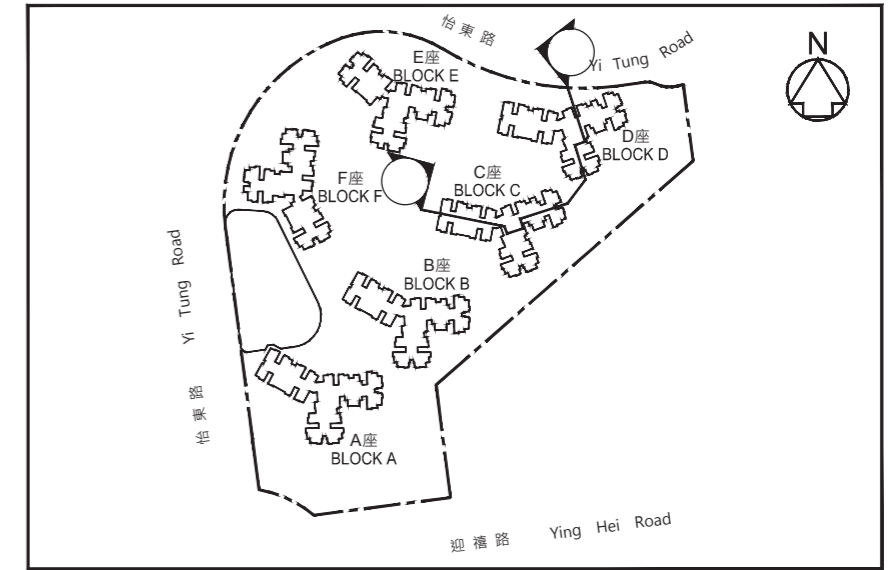 怡東路
Yi Tung Road
N
E座
BLOCK E
D座
BLOCK D
C座
BLOCK C
F座
BLOCK F
B座
BLOCK B
怡東路 Yi Tung Road
A座
BLOCK A
迎禧路 Ying Hei Road